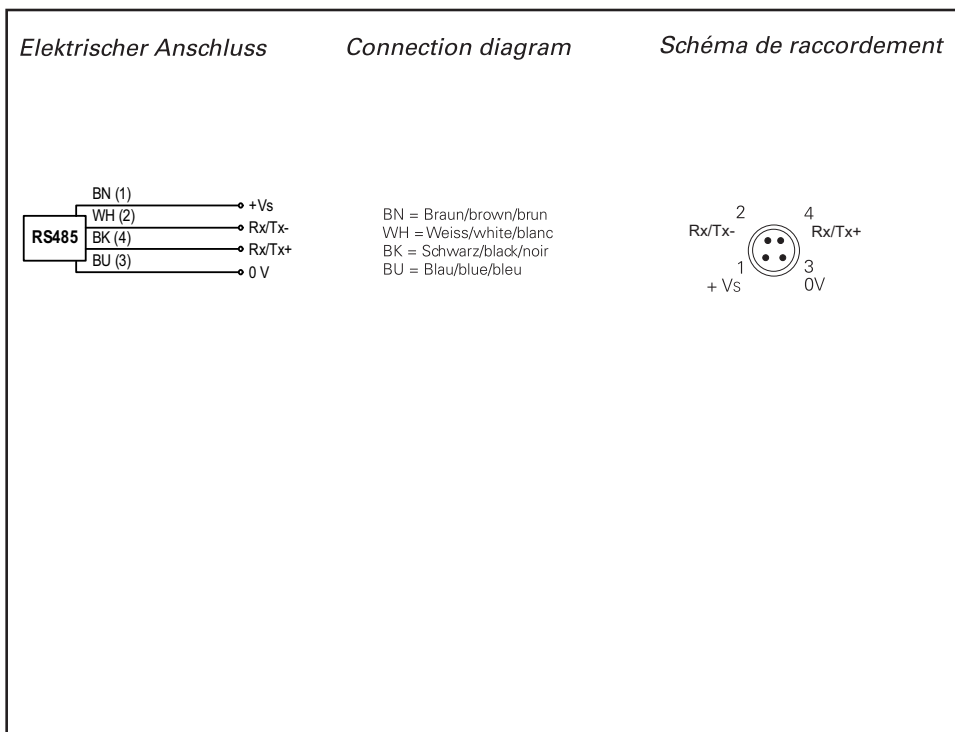 Elektrischer Anschluss
Connection diagram
Schéma de raccordement
BN (1)
+Vs
WH (2)
Rx/Tx-
RS485
BK (4)
Rx/Tx+
BU (3)
0 V
BN = Braun/brown/brun
WH = Weiss/white/blanc
BK = Schwarz/black/noir
BU = Blau/blue/bleu
2
4
Rx/Tx-
Rx/Tx+
1
3
+ Vs
0V